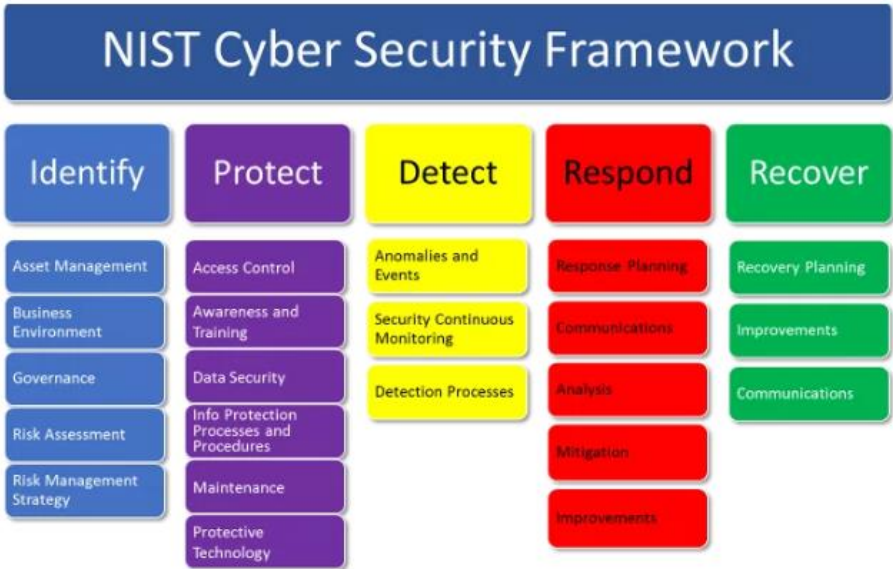 NIST Cyber Security Framework
Identify
Protect
Detect
Respond
Recover
Asset Management
Business
Environment
Governance
Risk Assessment
Risk Management
Strategy
Access Control
Awareness and
Training
Data Security
Info Protection
Processes and
Procedures
Maintenance
Protective
Technology
Anomalies and
Events
Security Continuous
Monitoring
Detection Processes
Response Planning
Communications
Analysis
Mitigation
Improvements
Recovery Planning
Improvements
Communications